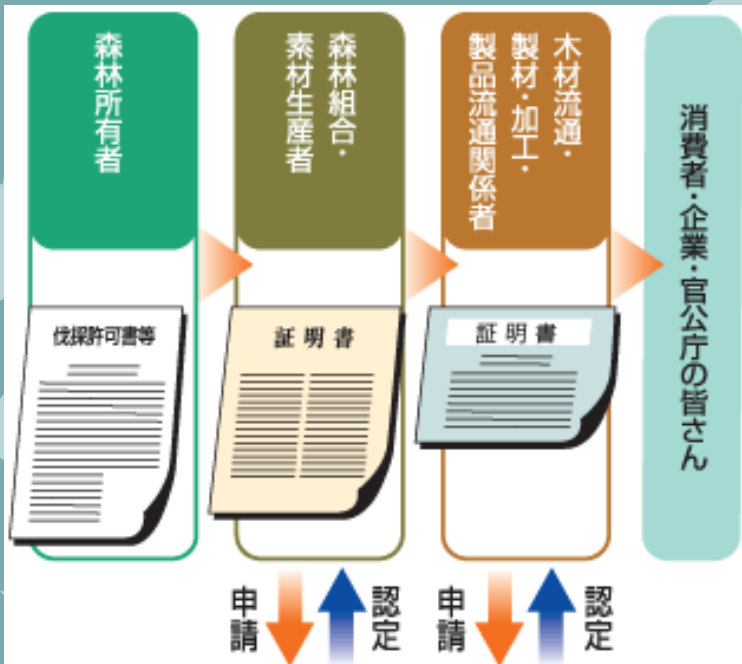 森林所有者
伐採許可書等
森林組合・
素材生産者
証明書
木材流通・
製材・加工・
製品流通関係者
証明書
消費者・企業・官公庁の皆さん
申請
認定
申請
認定